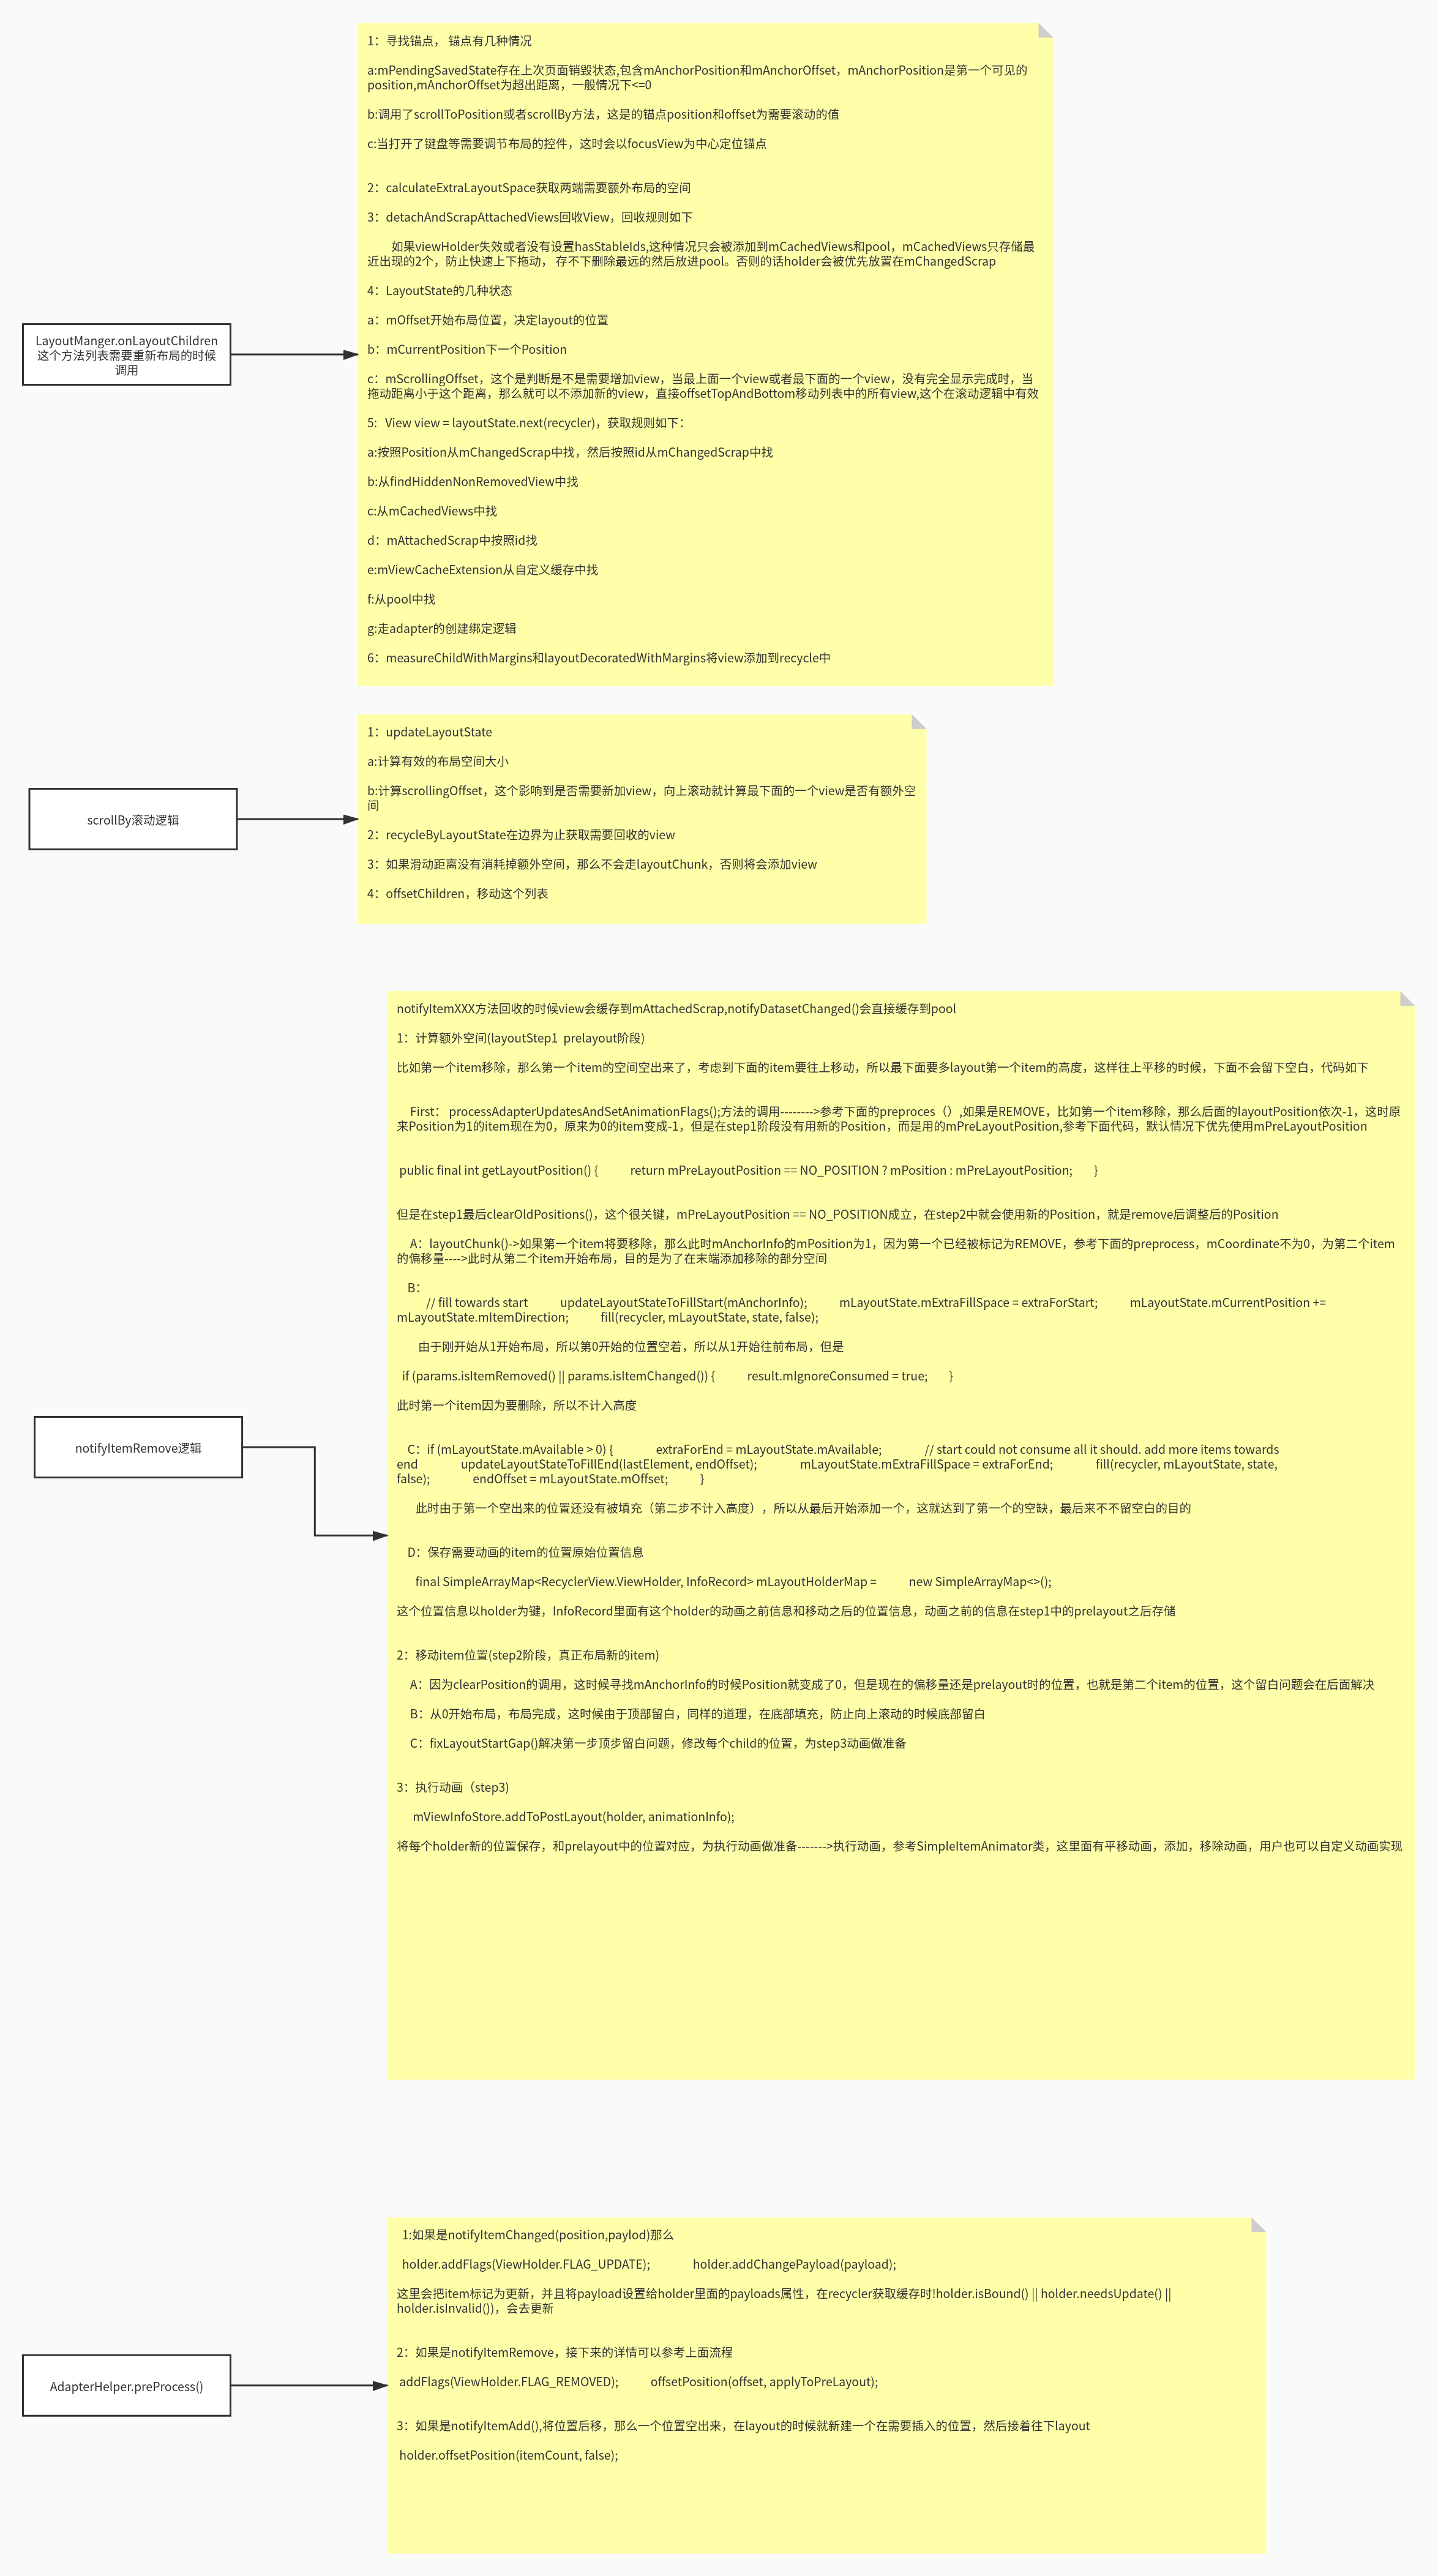 1：寻找锚点， 锚点有几种情况
a:mPendingSavedState存在上次页面销毁状态,包含mAnchorPosition和mAnchorOffset，mAnchorPosition是第一个可见的
position,mAnchorOffset为超出距离，一般情况下<=0
b:调用了scrollToPosition或者scrollBy方法，这是的锚点position和offset为需要滚动的值
c:当打开了键盘等需要调节布局的控件，这时会以focusView为中心定位锚点
2：calculateExtraLayoutSpace获取两端需要额外布局的空间
3：detachAndScrapAttachedViews回收View，回收规则如下
如果viewHolder失效或者没有设置hasStableIds,这种情况只会被添加到mCachedViews和pool，mCachedViews只存储最
近出现的2个，防止快速上下拖动， 存不下删除最远的然后放进pool。否则的话holder会被优先放置在mChangedScrap
4：LayoutState的几种状态
a：mOffset开始布局位置，决定layout的位置
b：mCurrentPosition下一个Position
c：mScrollingOffset，这个是判断是不是需要增加view，当最上面一个view或者最下面的一个view，没有完全显示完成时，当
拖动距离小于这个距离，那么就可以不添加新的view，直接offsetTopAndBottom移动列表中的所有view,这个在滚动逻辑中有效
5: View view = layoutState.next(recycler)，获取规则如下：
a:按照Position从mChangedScrap中找，然后按照id从mChangedScrap中找
b:从findHiddenNonRemovedView中找
c:从mCachedViews中找
d：mAttachedScrap中按照id找
e:mViewCacheExtension从自定义缓存中找
f:从pool中找
g:走adapter的创建绑定逻辑
6：measureChildWithMargins和layoutDecoratedWithMargins将view添加到recycle中
LayoutManger.onLayoutChildren
这个方法列表需要重新布局的时候
调用
1：updateLayoutState
a:计算有效的布局空间大小
b:计算scrollingOffset，这个影响到是否需要新加view，向上滚动就计算最下面的一个view是否有额外空
间
2：recycleByLayoutState在边界为止获取需要回收的view
3：如果滑动距离没有消耗掉额外空间，那么不会走layoutChunk，否则将会添加view
4：offsetChildren，移动这个列表
scrollBy滚动逻辑
notifyItemXXX方法回收的时候view会缓存到mAttachedScrap,notifyDatasetChanged()会直接缓存到pool
1：计算额外空间(layoutStep1 prelayout阶段)
比如第一个item移除，那么第一个item的空间空出来了，考虑到下面的item要往上移动，所以最下面要多layout第一个item的高度，这样往上平移的时候，下面不会留下空白，代码如下
First： processAdapterUpdatesAndSetAnimationFlags();方法的调用-------->参考下面的preproces（）,如果是REMOVE，比如第一个item移除，那么后面的layoutPosition依次-1，这时原
来Position为1的item现在为0，原来为0的item变成-1，但是在step1阶段没有用新的Position，而是用的mPreLayoutPosition,参考下面代码，默认情况下优先使用mPreLayoutPosition
public final int getLayoutPosition() { return mPreLayoutPosition == NO_POSITION ? mPosition : mPreLayoutPosition; }
但是在step1最后clearOldPositions()，这个很关键，mPreLayoutPosition == NO_POSITION成立，在step2中就会使用新的Position，就是remove后调整后的Position
A：layoutChunk()->如果第一个item将要移除，那么此时mAnchorInfo的mPosition为1，因为第一个已经被标记为REMOVE，参考下面的preprocess，mCoordinate不为0，为第二个item
的偏移量---->此时从第二个item开始布局，目的是为了在末端添加移除的部分空间
B：
// fill towards start updateLayoutStateToFillStart(mAnchorInfo); mLayoutState.mExtraFillSpace = extraForStart; mLayoutState.mCurrentPosition +=
mLayoutState.mItemDirection; fill(recycler, mLayoutState, state, false);
由于刚开始从1开始布局，所以第0开始的位置空着，所以从1开始往前布局，但是
if (params.isItemRemoved() || params.isItemChanged()) { result.mIgnoreConsumed = true; }
此时第一个item因为要删除，所以不计入高度
C：if (mLayoutState.mAvailable > 0) { extraForEnd = mLayoutState.mAvailable; // start could not consume all it should. add more items towards
end updateLayoutStateToFillEnd(lastElement, endOffset); mLayoutState.mExtraFillSpace = extraForEnd; fill(recycler, mLayoutState, state,
false); endOffset = mLayoutState.mOffset; }
此时由于第一个空出来的位置还没有被填充（第二步不计入高度），所以从最后开始添加一个，这就达到了第一个的空缺，最后来不不留空白的目的
D：保存需要动画的item的位置原始位置信息
final SimpleArrayMap<RecyclerView.ViewHolder, InfoRecord> mLayoutHolderMap = new SimpleArrayMap<>();
这个位置信息以holder为键，InfoRecord里面有这个holder的动画之前信息和移动之后的位置信息，动画之前的信息在step1中的prelayout之后存储
2：移动item位置(step2阶段，真正布局新的item)
A：因为clearPosition的调用，这时候寻找mAnchorInfo的时候Position就变成了0，但是现在的偏移量还是prelayout时的位置，也就是第二个item的位置，这个留白问题会在后面解决
B：从0开始布局，布局完成，这时候由于顶部留白，同样的道理，在底部填充，防止向上滚动的时候底部留白
C：fixLayoutStartGap()解决第一步顶步留白问题，修改每个child的位置，为step3动画做准备
3：执行动画（step3)
mViewInfoStore.addToPostLayout(holder, animationInfo);
将每个holder新的位置保存，和prelayout中的位置对应，为执行动画做准备------->执行动画，参考SimpleItemAnimator类，这里面有平移动画，添加，移除动画，用户也可以自定义动画实现
notifyItemRemove逻辑
1:如果是notifyItemChanged(position,paylod)那么
holder.addFlags(ViewHolder.FLAG_UPDATE); holder.addChangePayload(payload);
这里会把item标记为更新，并且将payload设置给holder里面的payloads属性，在recycler获取缓存时!holder.isBound() || holder.needsUpdate() ||
holder.isInvalid())，会去更新
2：如果是notifyItemRemove，接下来的详情可以参考上面流程
addFlags(ViewHolder.FLAG_REMOVED); offsetPosition(offset, applyToPreLayout);
3：如果是notifyItemAdd(),将位置后移，那么一个位置空出来，在layout的时候就新建一个在需要插入的位置，然后接着往下layout
holder.offsetPosition(itemCount, false);
AdapterHelper.preProcess()